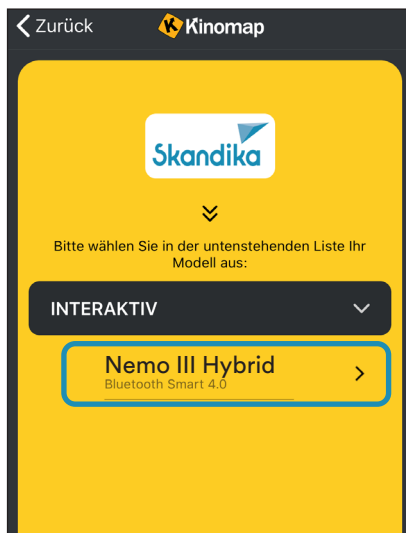 Zurück
Kinomap
Skandika
Bitte wählen Sie in der untenstehenden Liste Ihr
Modell aus:
INTERAKTIV
Nemo III Hybrid
Bluetooth Smart 4.0